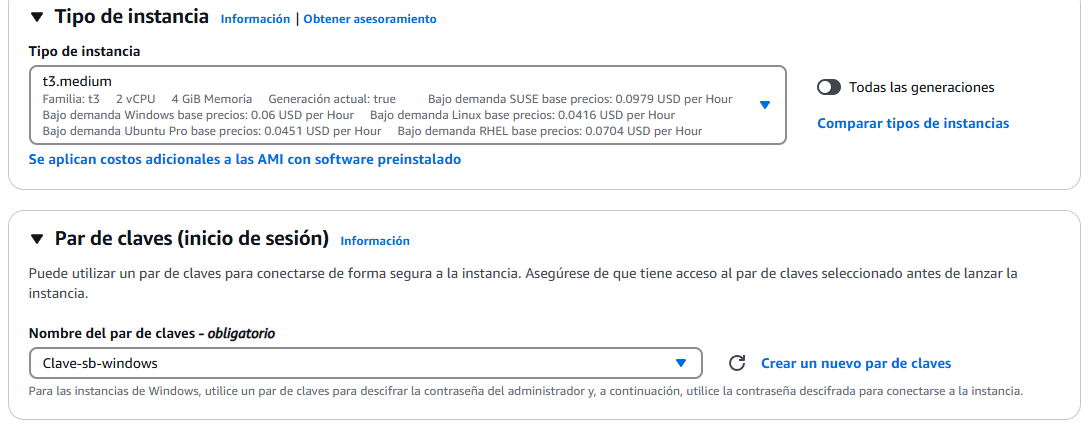 Tipo de instancia Información | Obtener asesoramiento
Tipo de instancia
t3.medium
Familia: t3 2 vCPU 4 GiB Memoria Generación actual: true Bajo demanda SUSE base precios: 0.0979 USD per Hour
Bajo demanda Windows base precios: 0.06 USD per Hour Bajo demanda Linux base precios: 0.0416 USD per Hour
Bajo demanda Ubuntu Pro base precios: 0.0451 USD per Hour Bajo demanda RHEL base precios: 0.0704 USD per Hour
Todas las generaciones
Comparar tipos de instancias
Se aplican costos adicionales a las AMI con software preinstalado
Par de claves (inicio de sesión) Información
Puede utilizar un par de claves para conectarse de forma segura a la instancia. Asegúrese de que tiene acceso al par de claves seleccionado antes de lanzar la
instancia.
Nombre del par de claves - obligatorio
Clave-sb-windows
Crear un nuevo par de claves
Para las instancias de Windows, utilice un par de claves para descifrar la contraseña del administrador y, a continuación, utilice la contraseña descifrada para conectarse a la instancia.